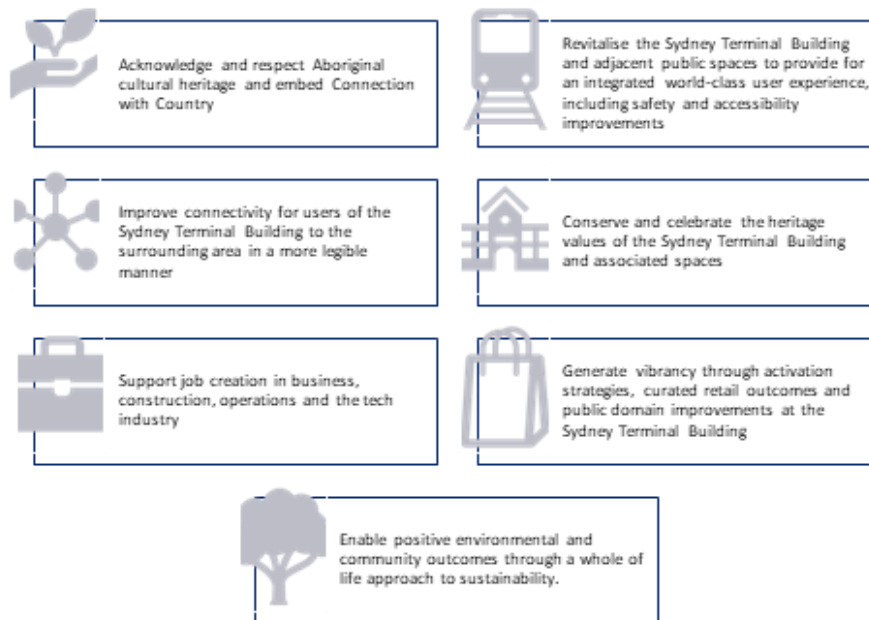 Acknowledge and respect Aboriginal
cultural heritage and embed Connection
with Country
Revitalise the Sydney Terminal Building
and adjacent public spaces to provide for
an integrated world-class user experience,
including safety and accessibility
improvements
Improve connectivity for users of the
Sydney Terminal Building to the
surrounding area in a more legible
manner
Conserve and celebrate the heritage
values of the Sydney Terminal Building
and associated spaces
Support job creation in business,
construction, operations and the tech
industry
Generate vibrancy through activation
strategies, curated retail outcomes and
public domain improvements at the
Sydney Terminal Building
Enable positive environmental and
community outcomes through a whole of
life approach to sustainability.